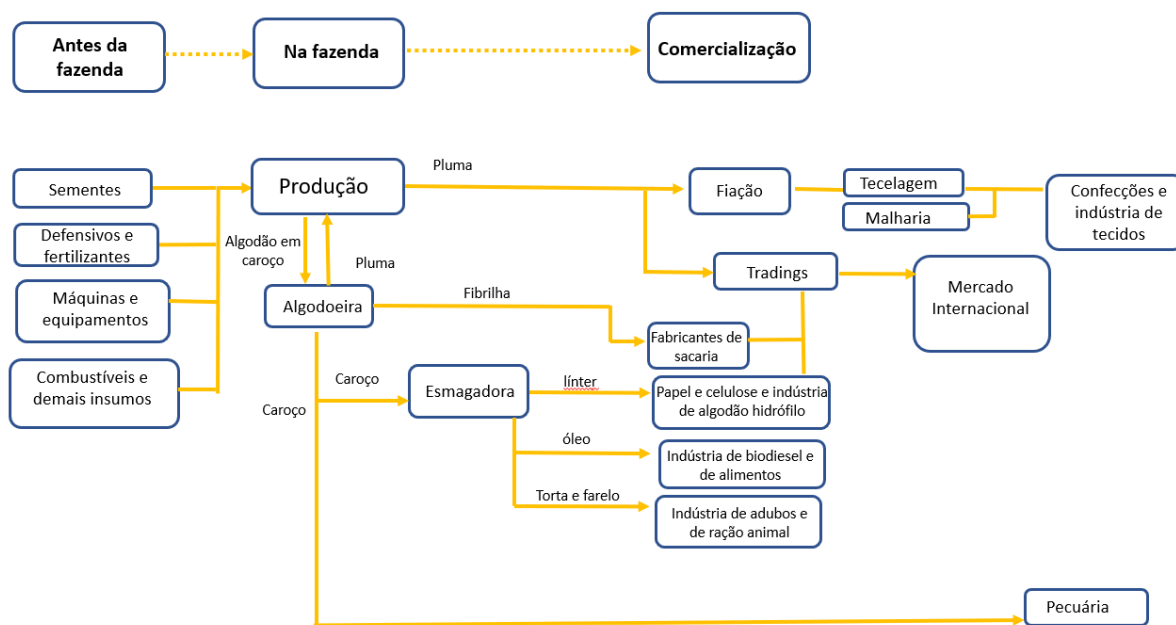 Antes da
fazenda
Na fazenda
Comercialização
Sementes
Defensivos e
fertilizantes
Máquinas e
equipamentos
Combustíveis e
demais insumos
Produção
Pluma
Fiação
Tecelagem
Malharia
Confecções e
indústria de
tecidos
Algodão em
caroço
Pluma
Tradings
Mercado
Internacional
Algodoeira
Fibrilha
Fabricantes de
sacaria
Caroço
Caroço
Esmagadora
línter
Papel e celulose e indústria
de algodão hidrófilo
óleo
Indústria de biodiesel e
de alimentos
Torta e farelo
Indústria de adubos e
de ração animal
Pecuária